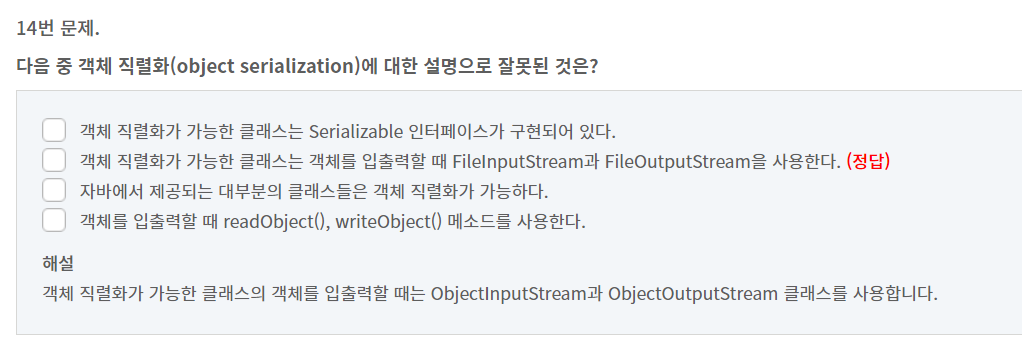 14번 문제.
다음 중 객체 직렬화(object serialization)에 대한 설명으로 잘못된 것은?
객체 직렬화가 가능한 클래스는 Serializable 인터페이스가 구현되어 있다.
객체 직렬화가 가능한 클래스는 객체를 입출력할 때 FileInputStream과 FileOutputStream을 사용한다. (정답)
자바에서 제공되는 대부분의 클래스들은 객체 직렬화가 가능하다.
객체를 입출력할 때 readObject(), writeObject() 메소드를 사용한다.
해설
객체 직렬화가 가능한 클래스의 객체를 입출력할 때는 ObjectInputStream과 ObjectOutputStream 클래스를 사용합니다.